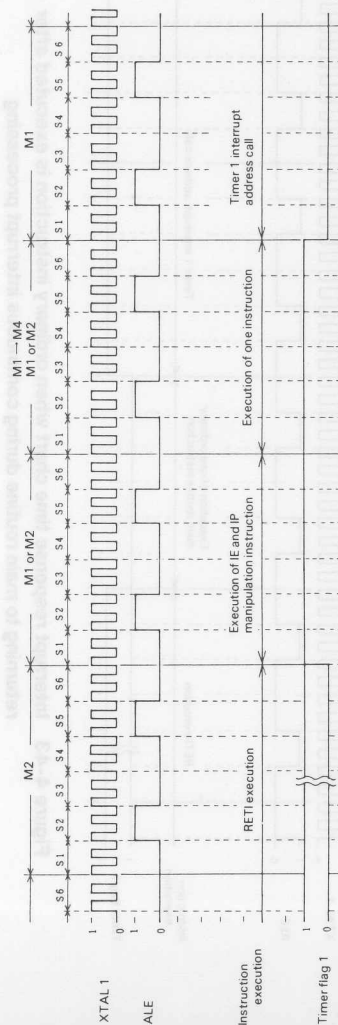 M1 → M4
M2 M1 or M2 M1 or M2 M1
S6 S1 S2 S3 S4 S5 S6 S1 S2 S3 S4 S5 S6 S1 S2 S3 S4 S5 S6 S1 S2 S3 S4 S5 S6
1
XTAL 1
0
1
ALE
0
Instruction
execution
RETI execution
Execution of IE and IP
manipulation instruction
Execution of one instruction
Timer 1 interrupt
address call
1
Timer flag 1
0